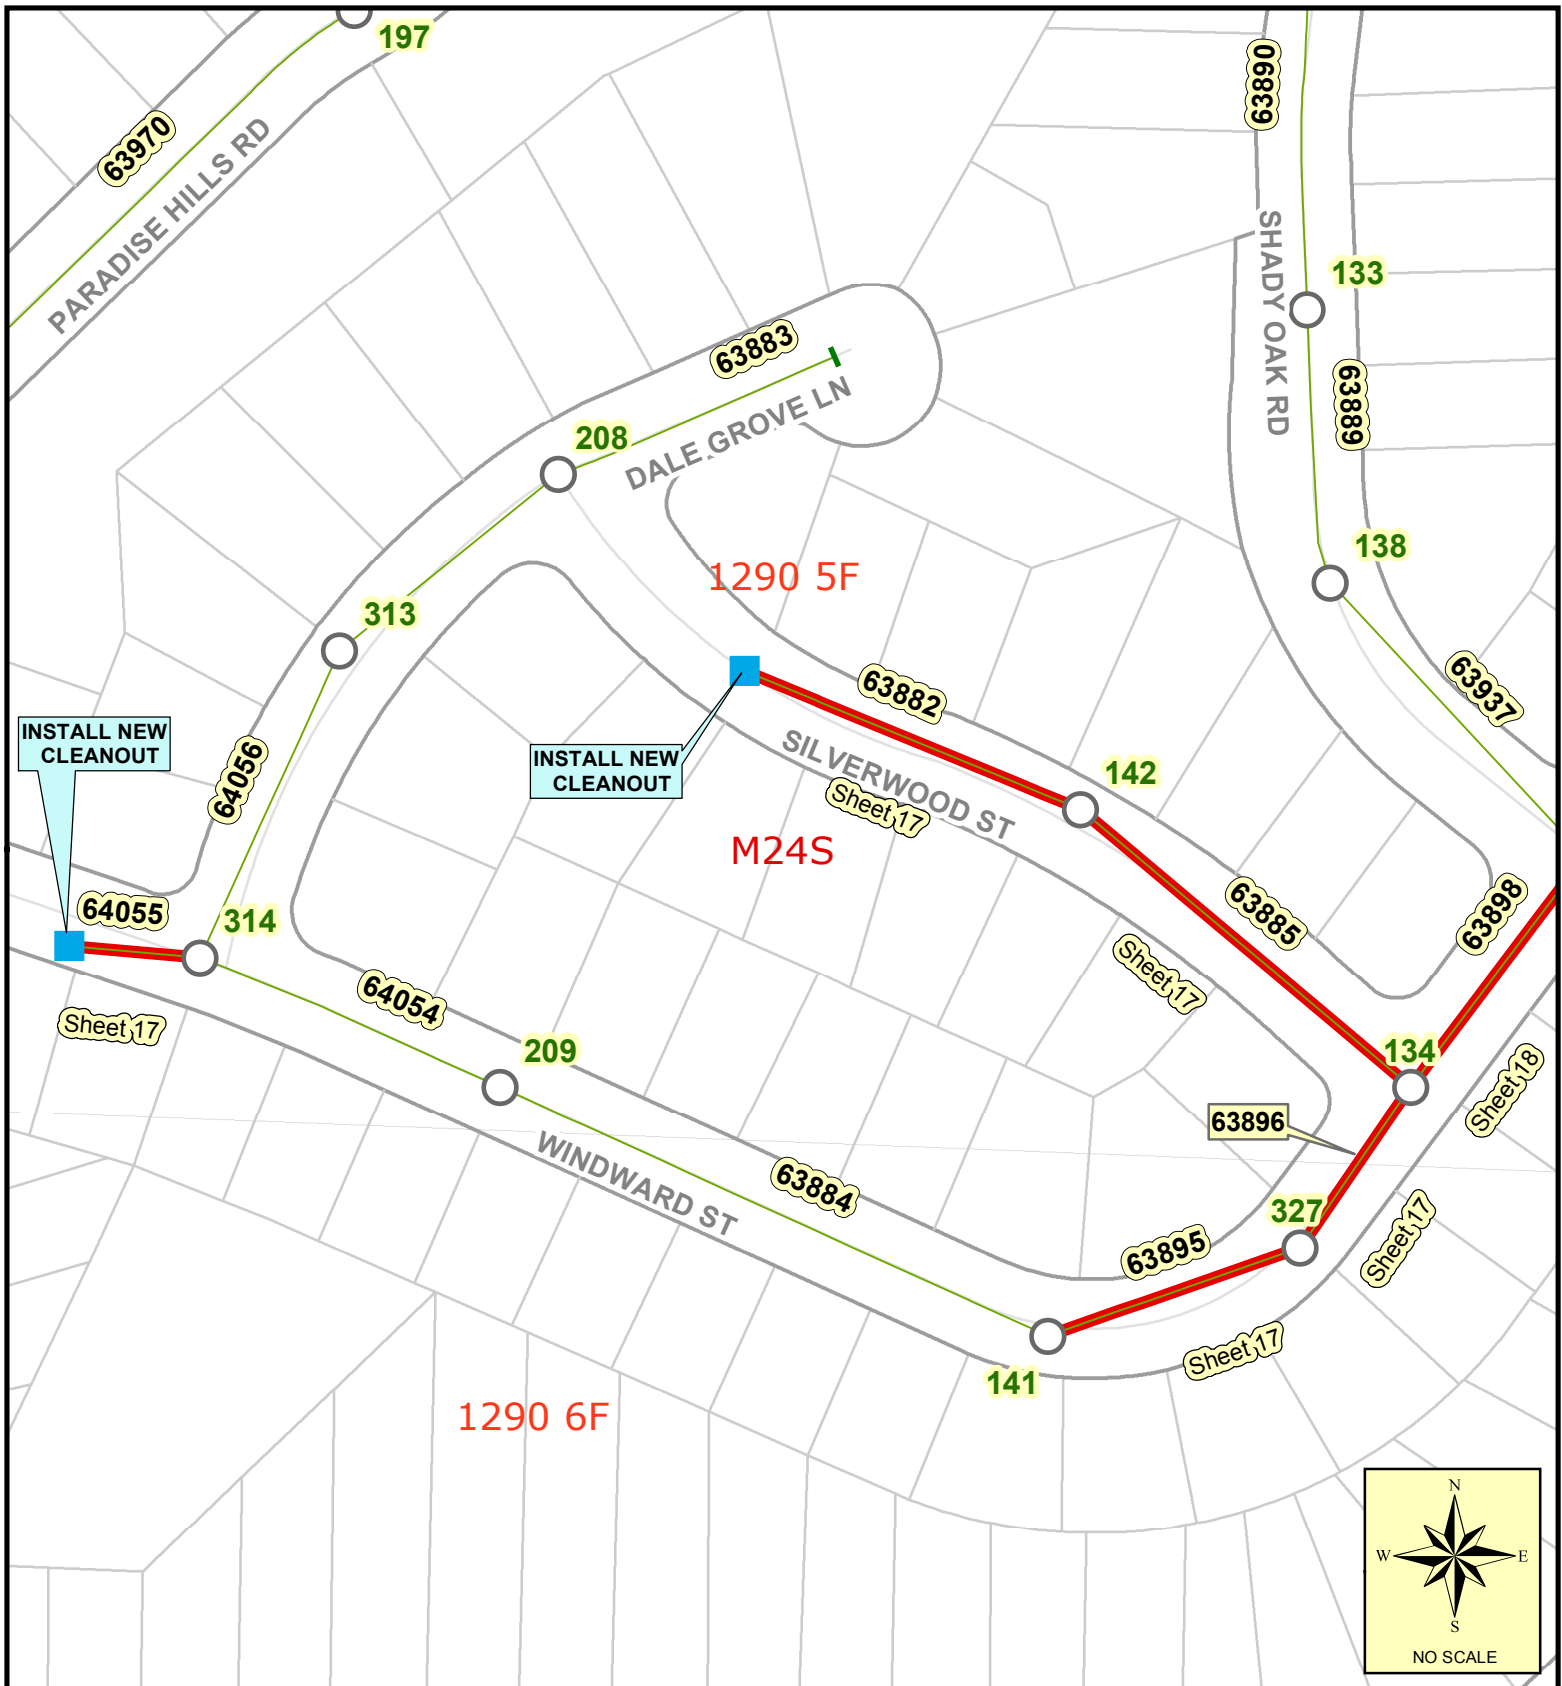 197
63970
PARADISE HILLS RD
63890
SHADY OAK RD
133
63889
63883
DALE GROVE LN
208
138
1290 5F
313
63937
63882
INSTALL NEW
CLEANOUT
64056
INSTALL NEW
CLEANOUT
SILVERWOOD ST
142
Sheet 17
M24S
64055
314
63885
63898
Sheet 17
64054
Sheet 17
209
134
Sheet 18
63896
WINDWARD ST
63884
327
Sheet 17
63895
Sheet 17
141
1290 6F
N
W
E
S
NO SCALE